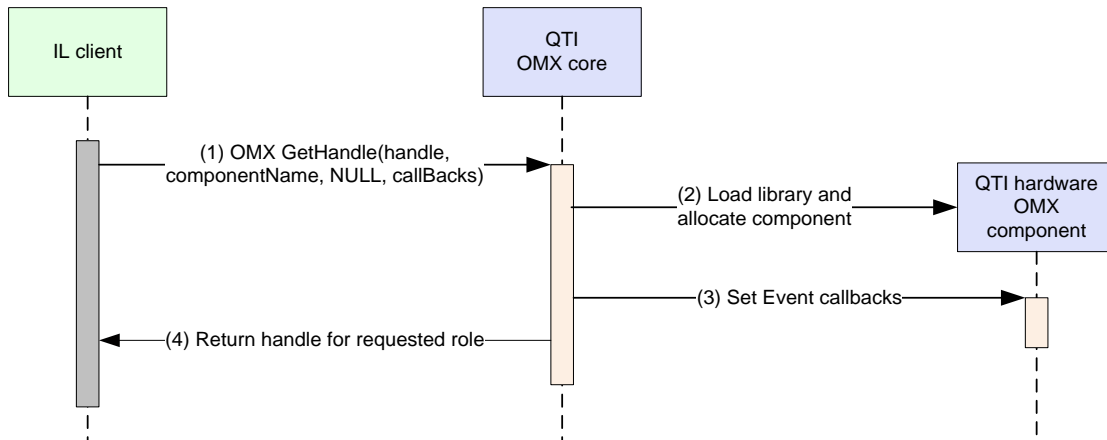 IL client
QTI
OMX core
(1) OMX GetHandle(handle,
componentName, NULL, callBacks)
(2) Load library and
allocate component
QTI hardware
OMX
component
(3) Set Event callbacks
(4) Return handle for requested role